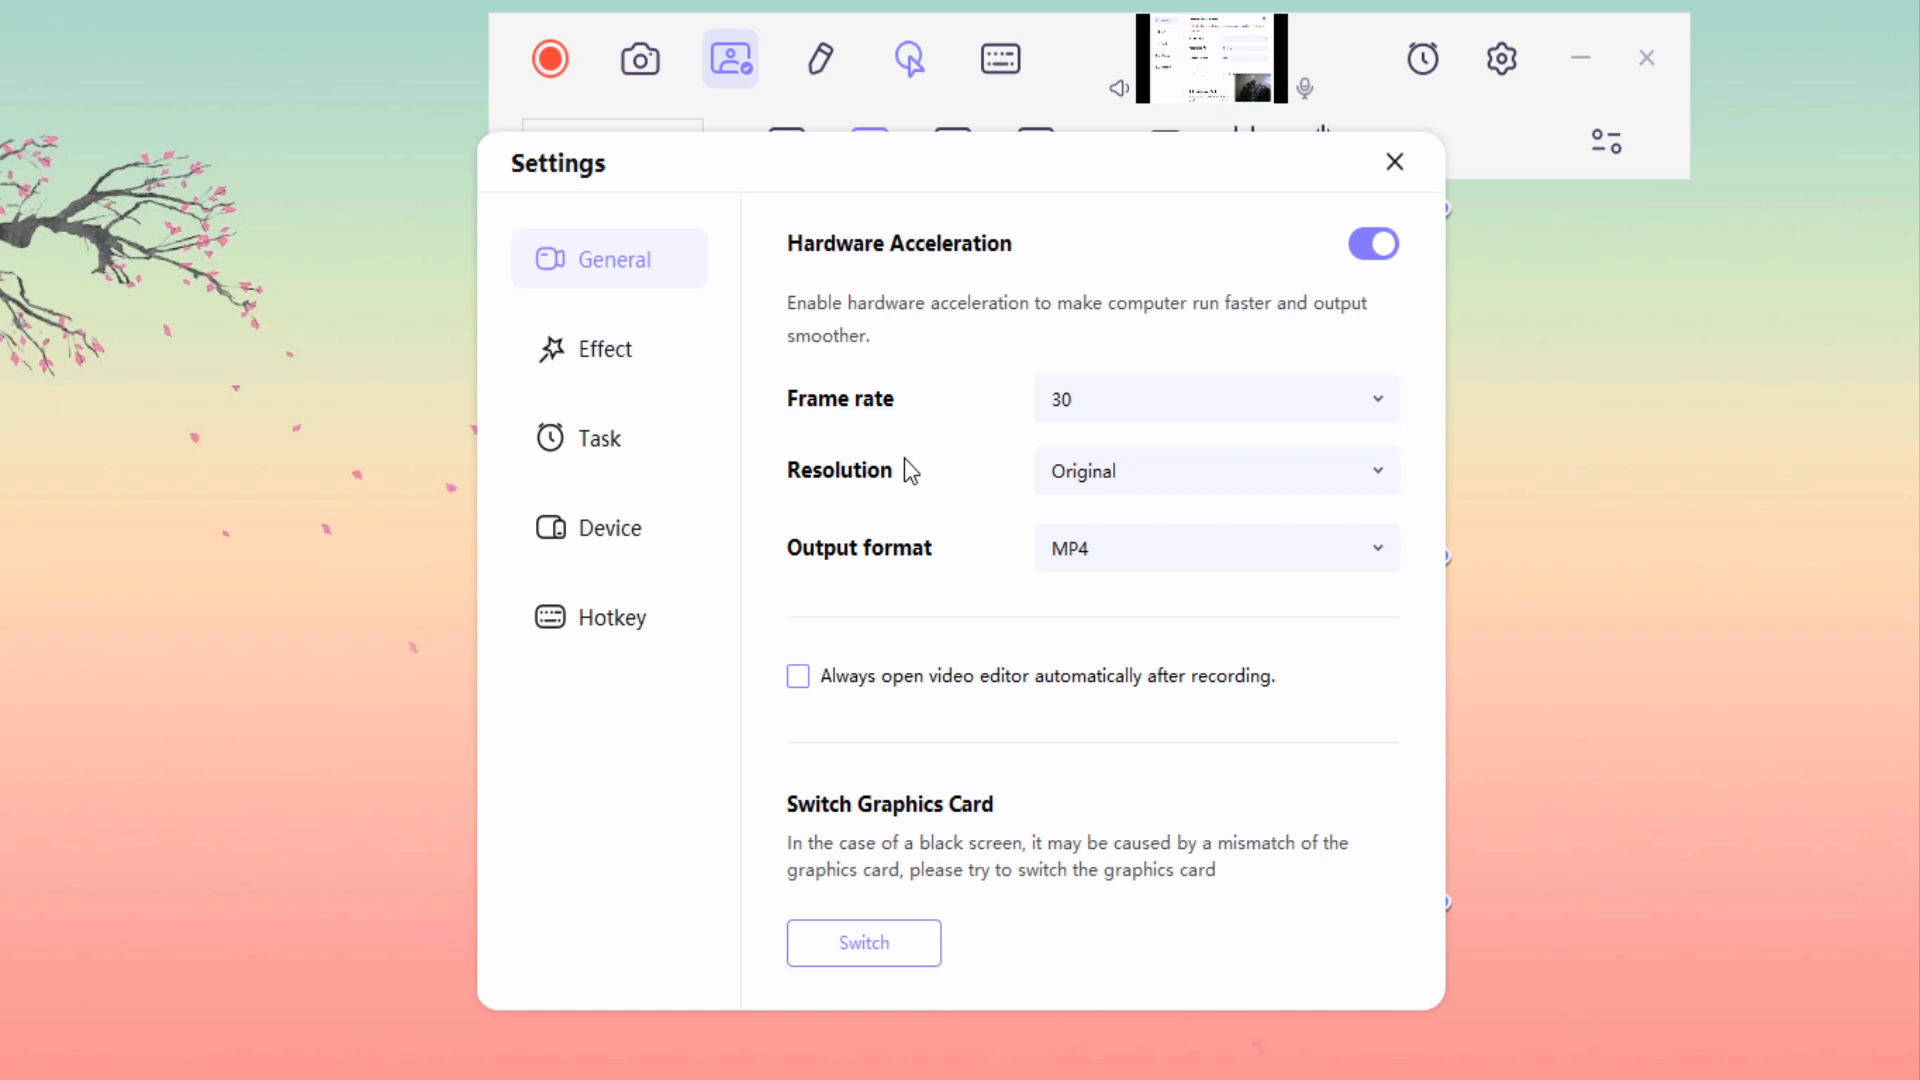 Settings
General
Effect
Task
Device
Hotkey
Hardware Acceleration
Enable hardware acceleration to make computer run faster and output
smoother.
Frame rate
30
Resolution
Original
Output format
MP4
Always open video editor automatically after recording.
Switch Graphics Card
In the case of a black screen, it may be caused by a mismatch of the
graphics card, please try to switch the graphics card
Switch